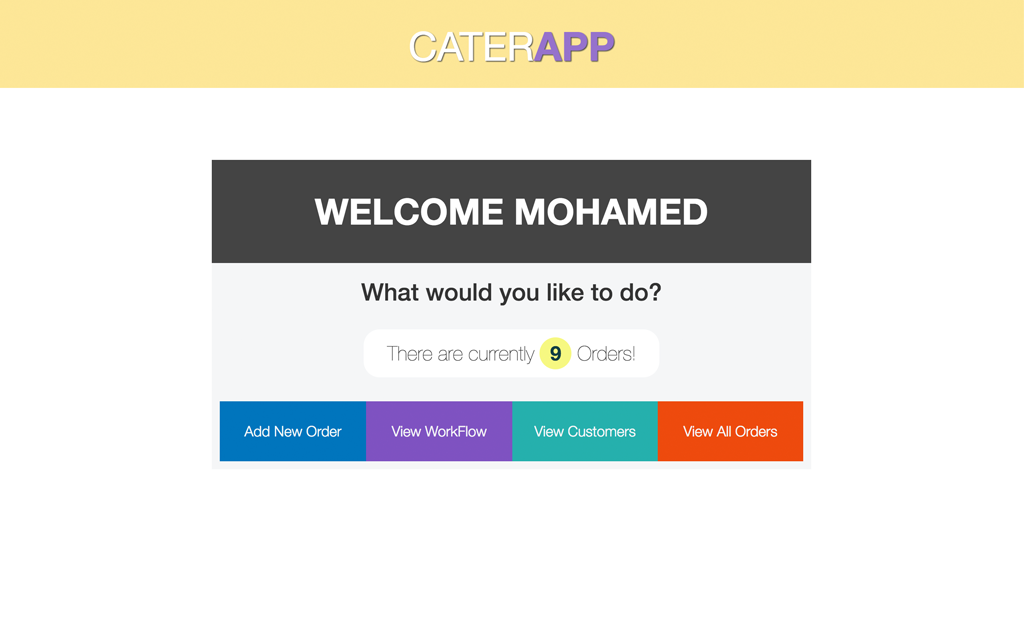 CATERAPP
WELCOME MOHAMED
What would you like to do?
There are currently 9 Orders!
Add New Order View WorkFlow View Customers View All Orders